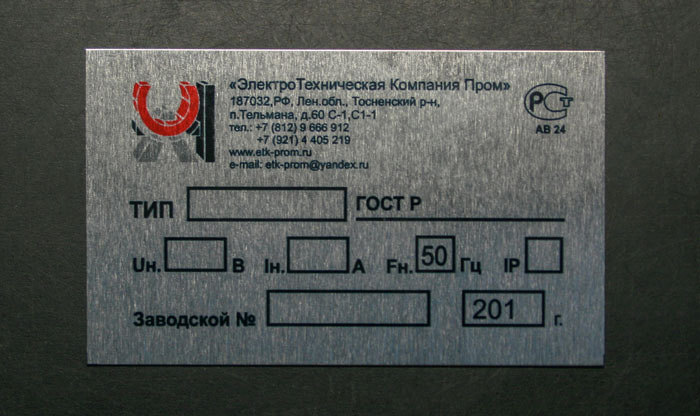 «ЭлектроТехническая Компания Пром»
187032,РФ, Лен.обл., Тосненский р-н,
п.Тельмана, д.60 С-1,С1-1
тел.: +7 (812) 9 666 912
+7 (921) 4 405 219
www.etk-prom.ru
e-mail: etk-prom@yandex.ru
РСТ
АВ 24
ТИП ГОСТ Р
Uн. В Iн. А Fн. 50 Гц IP
Заводской № 201 г.